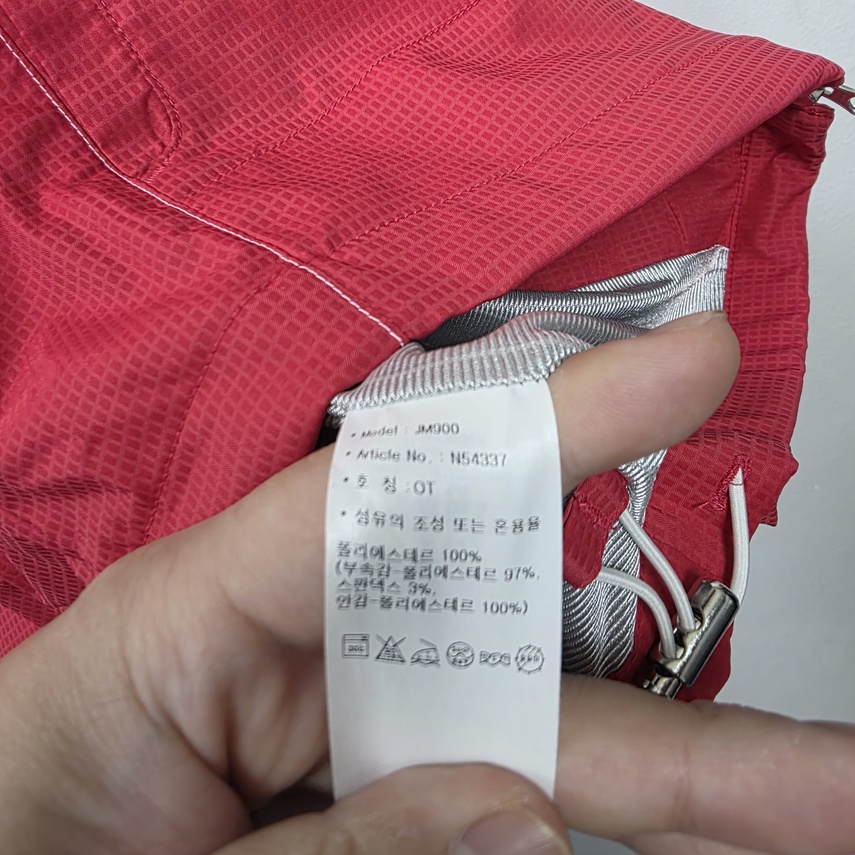 • Model : JM900
• Article No. : N54337
• 호 칭 : OT
• 섬유의 조성 또는 혼용율
폴리에스테르 100%
(부속감-폴리에스테르 97%,
스판덱스 3%,
안감-폴리에스테르 100%)